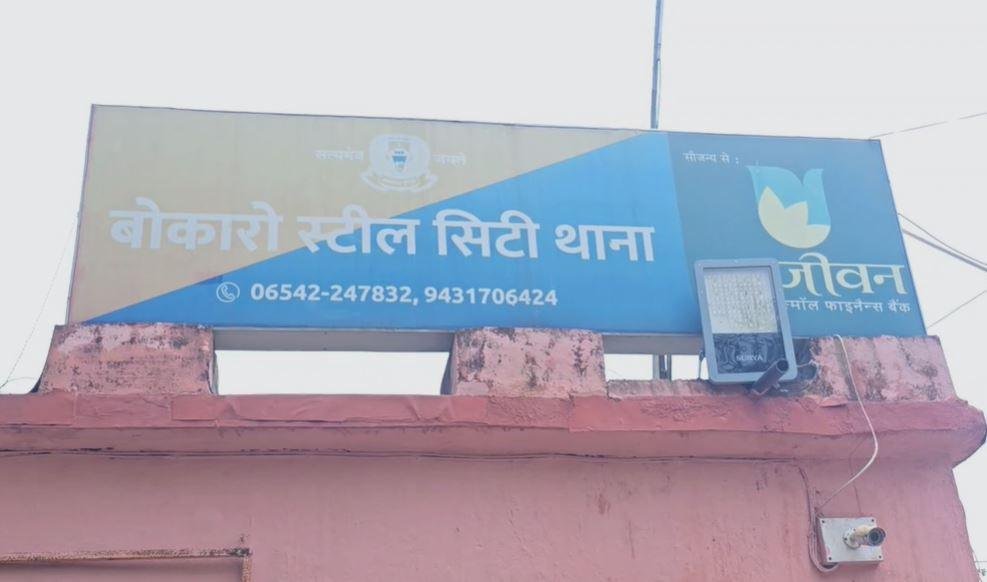 सत्यमेव जयते
बोकारो स्टील सिटी थाना
06542-247832, 9431706424
सौजन्य से :
जीवन
स्मॉल फाइनैन्स बैंक
SURYA